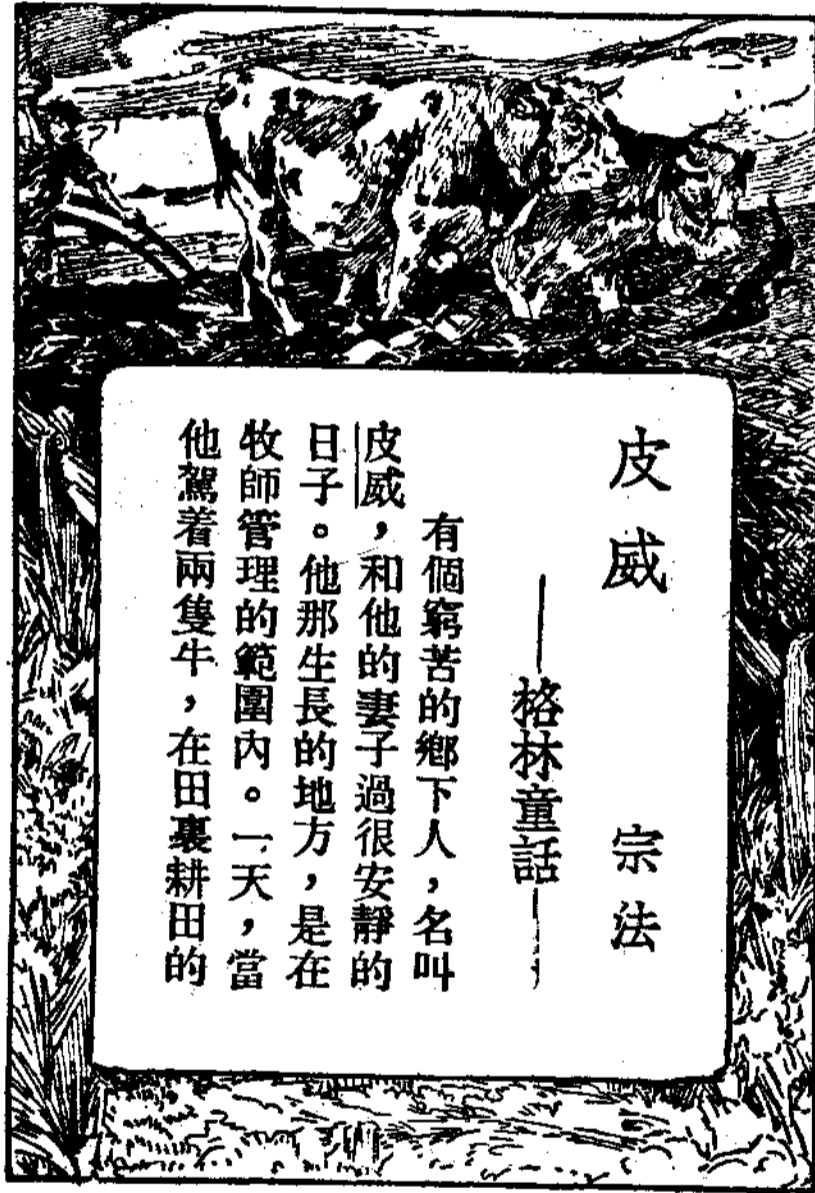 皮威　宗法
——格林童話——
有個窮苦的鄉下人，名叫
皮威，和他的妻子過很安靜的
日子。他那生長的地方，是在
牧師管理的範圍內。一天，當
他駕着兩隻牛，在田裏耕田的